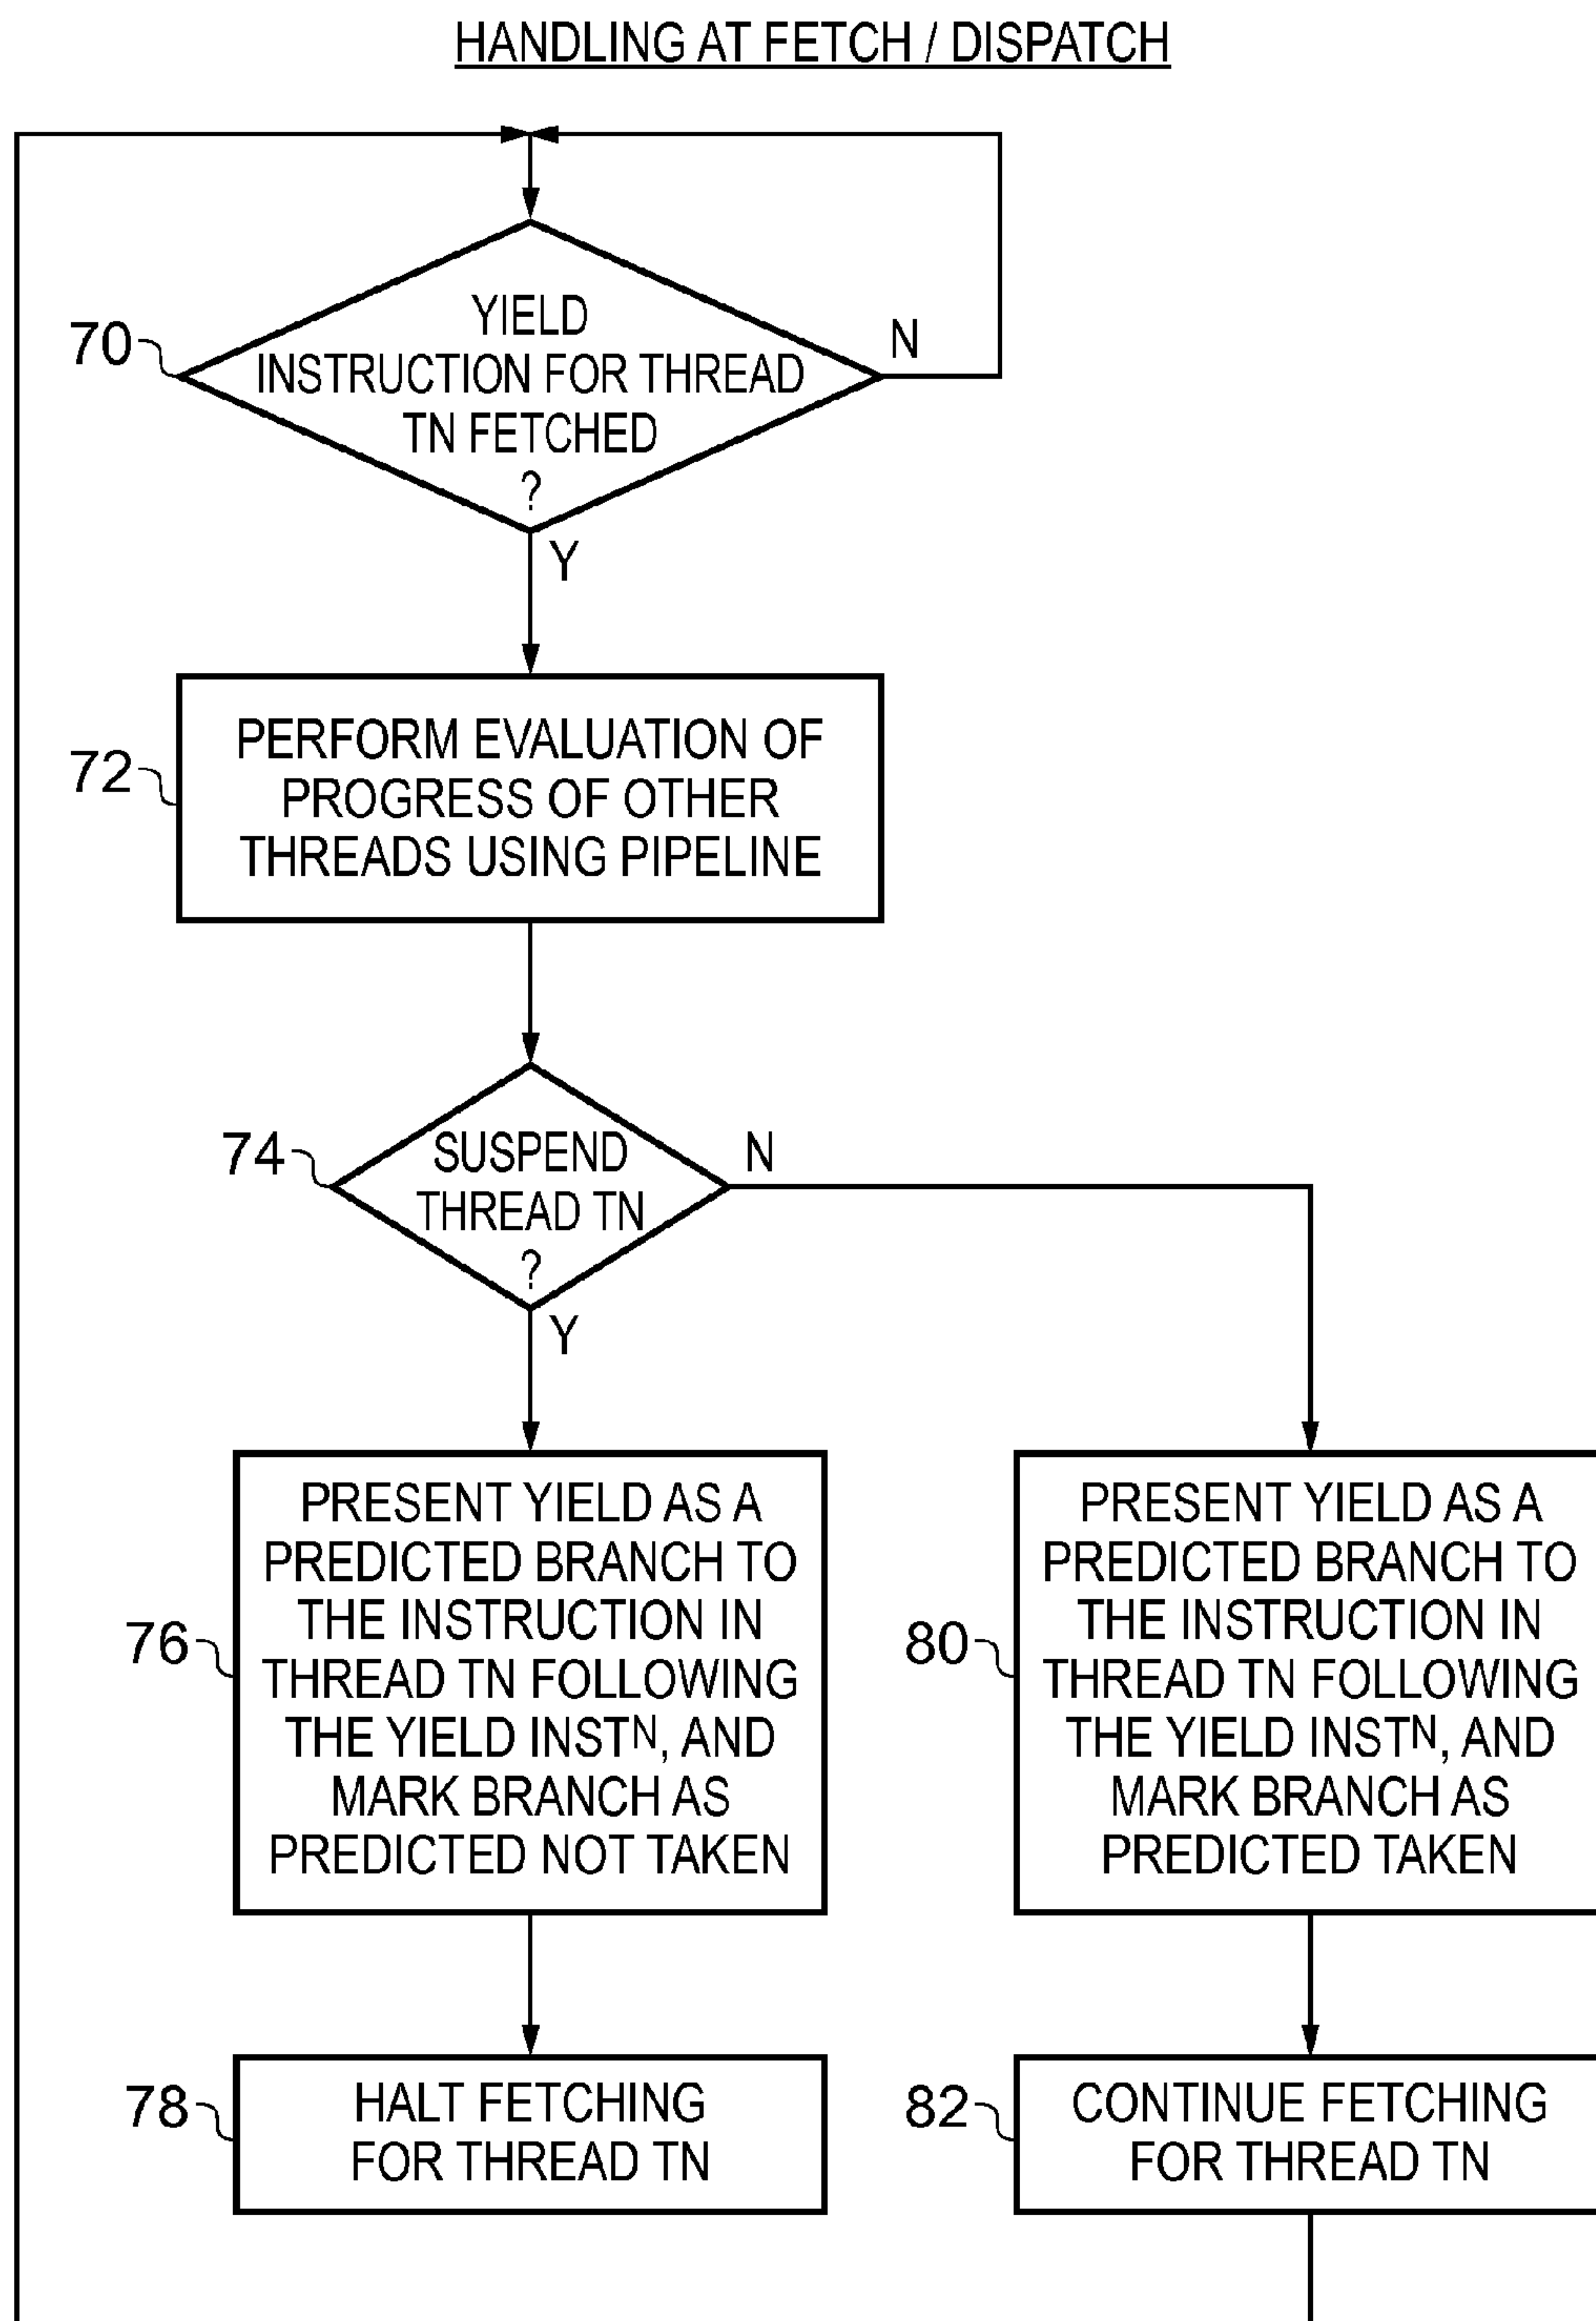 HANDLING AT FETCH / DISPATCH
70
YIELD
INSTRUCTION FOR THREAD
TN FETCHED
?
N
Y
72
PERFORM EVALUATION OF
PROGRESS OF OTHER
THREADS USING PIPELINE
74
SUSPEND
THREAD TN
?
N
Y
76
PRESENT YIELD AS A
PREDICTED BRANCH TO
THE INSTRUCTION IN
THREAD TN FOLLOWING
THE YIELD INSTᴺ, AND
MARK BRANCH AS
PREDICTED NOT TAKEN
80
PRESENT YIELD AS A
PREDICTED BRANCH TO
THE INSTRUCTION IN
THREAD TN FOLLOWING
THE YIELD INSTᴺ, AND
MARK BRANCH AS
PREDICTED TAKEN
78
HALT FETCHING
FOR THREAD TN
82
CONTINUE FETCHING
FOR THREAD TN